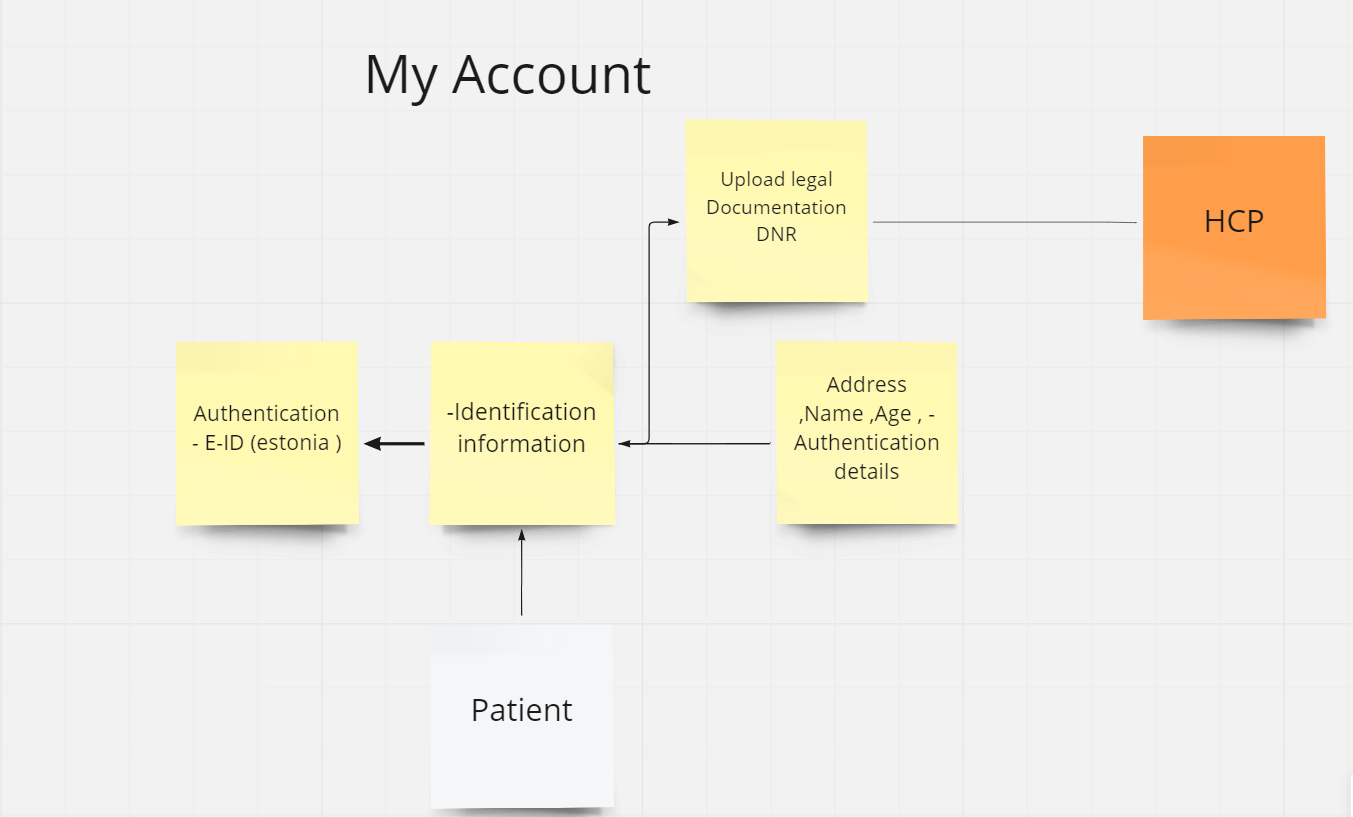 My Account
Upload legal
Documentation
DNR
HCP
Authentication
- E-ID (estonia )
-Identification
information
Address
,Name ,Age , -
Authentication
details
Patient